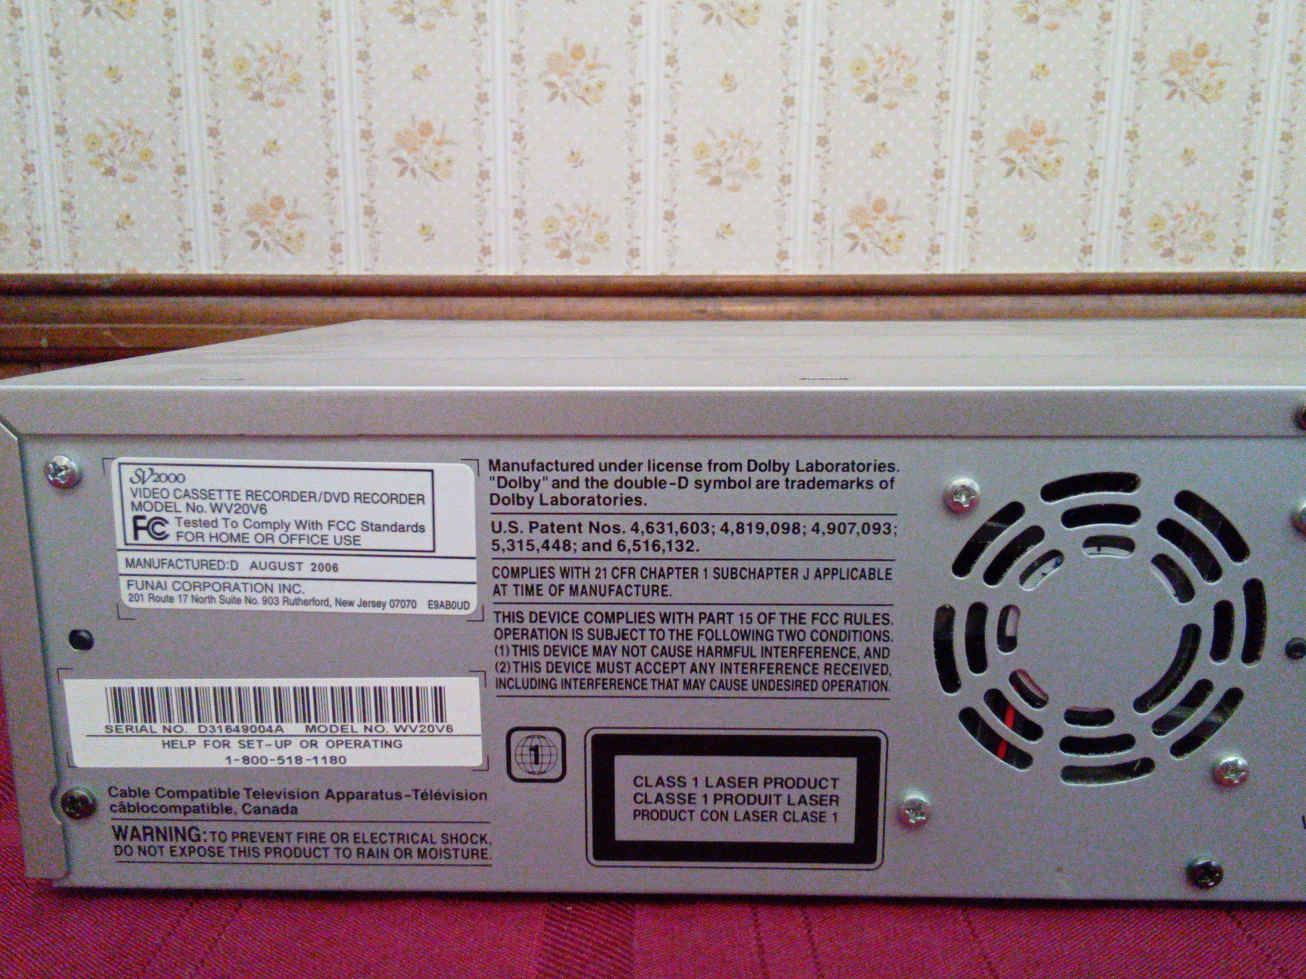 SV2000
VIDEO CASSETTE RECORDER/DVD RECORDER
MODEL No. WV20V6
FC Tested To Comply With FCC Standards
FOR HOME OR OFFICE USE
MANUFACTURED:D AUGUST 2006
FUNAI CORPORATION INC.
201 Route 17 North Suite No. 903 Rutherford, New Jersey 07070 E9AB0UD
SERIAL NO. D31649004A MODEL NO. WV20V6
HELP FOR SET-UP OR OPERATING
1-800-518-1180
Cable Compatible Television Apparatus-Télévision
câblocompatible, Canada
WARNING: TO PREVENT FIRE OR ELECTRICAL SHOCK,
DO NOT EXPOSE THIS PRODUCT TO RAIN OR MOISTURE.
Manufactured under license from Dolby Laboratories.
"Dolby" and the double-D symbol are trademarks of
Dolby Laboratories.
U.S. Patent Nos. 4,631,603; 4,819,098; 4,907,093;
5,315,448; and 6,516,132.
COMPLIES WITH 21 CFR CHAPTER 1 SUBCHAPTER J APPLICABLE
AT TIME OF MANUFACTURE.
THIS DEVICE COMPLIES WITH PART 15 OF THE FCC RULES.
OPERATION IS SUBJECT TO THE FOLLOWING TWO CONDITIONS.
(1) THIS DEVICE MAY NOT CAUSE HARMFUL INTERFERENCE, AND
(2) THIS DEVICE MUST ACCEPT ANY INTERFERENCE RECEIVED,
INCLUDING INTERFERENCE THAT MAY CAUSE UNDESIRED OPERATION.
1
CLASS 1 LASER PRODUCT
CLASSE 1 PRODUIT LASER
PRODUCT CON LASER CLASE 1